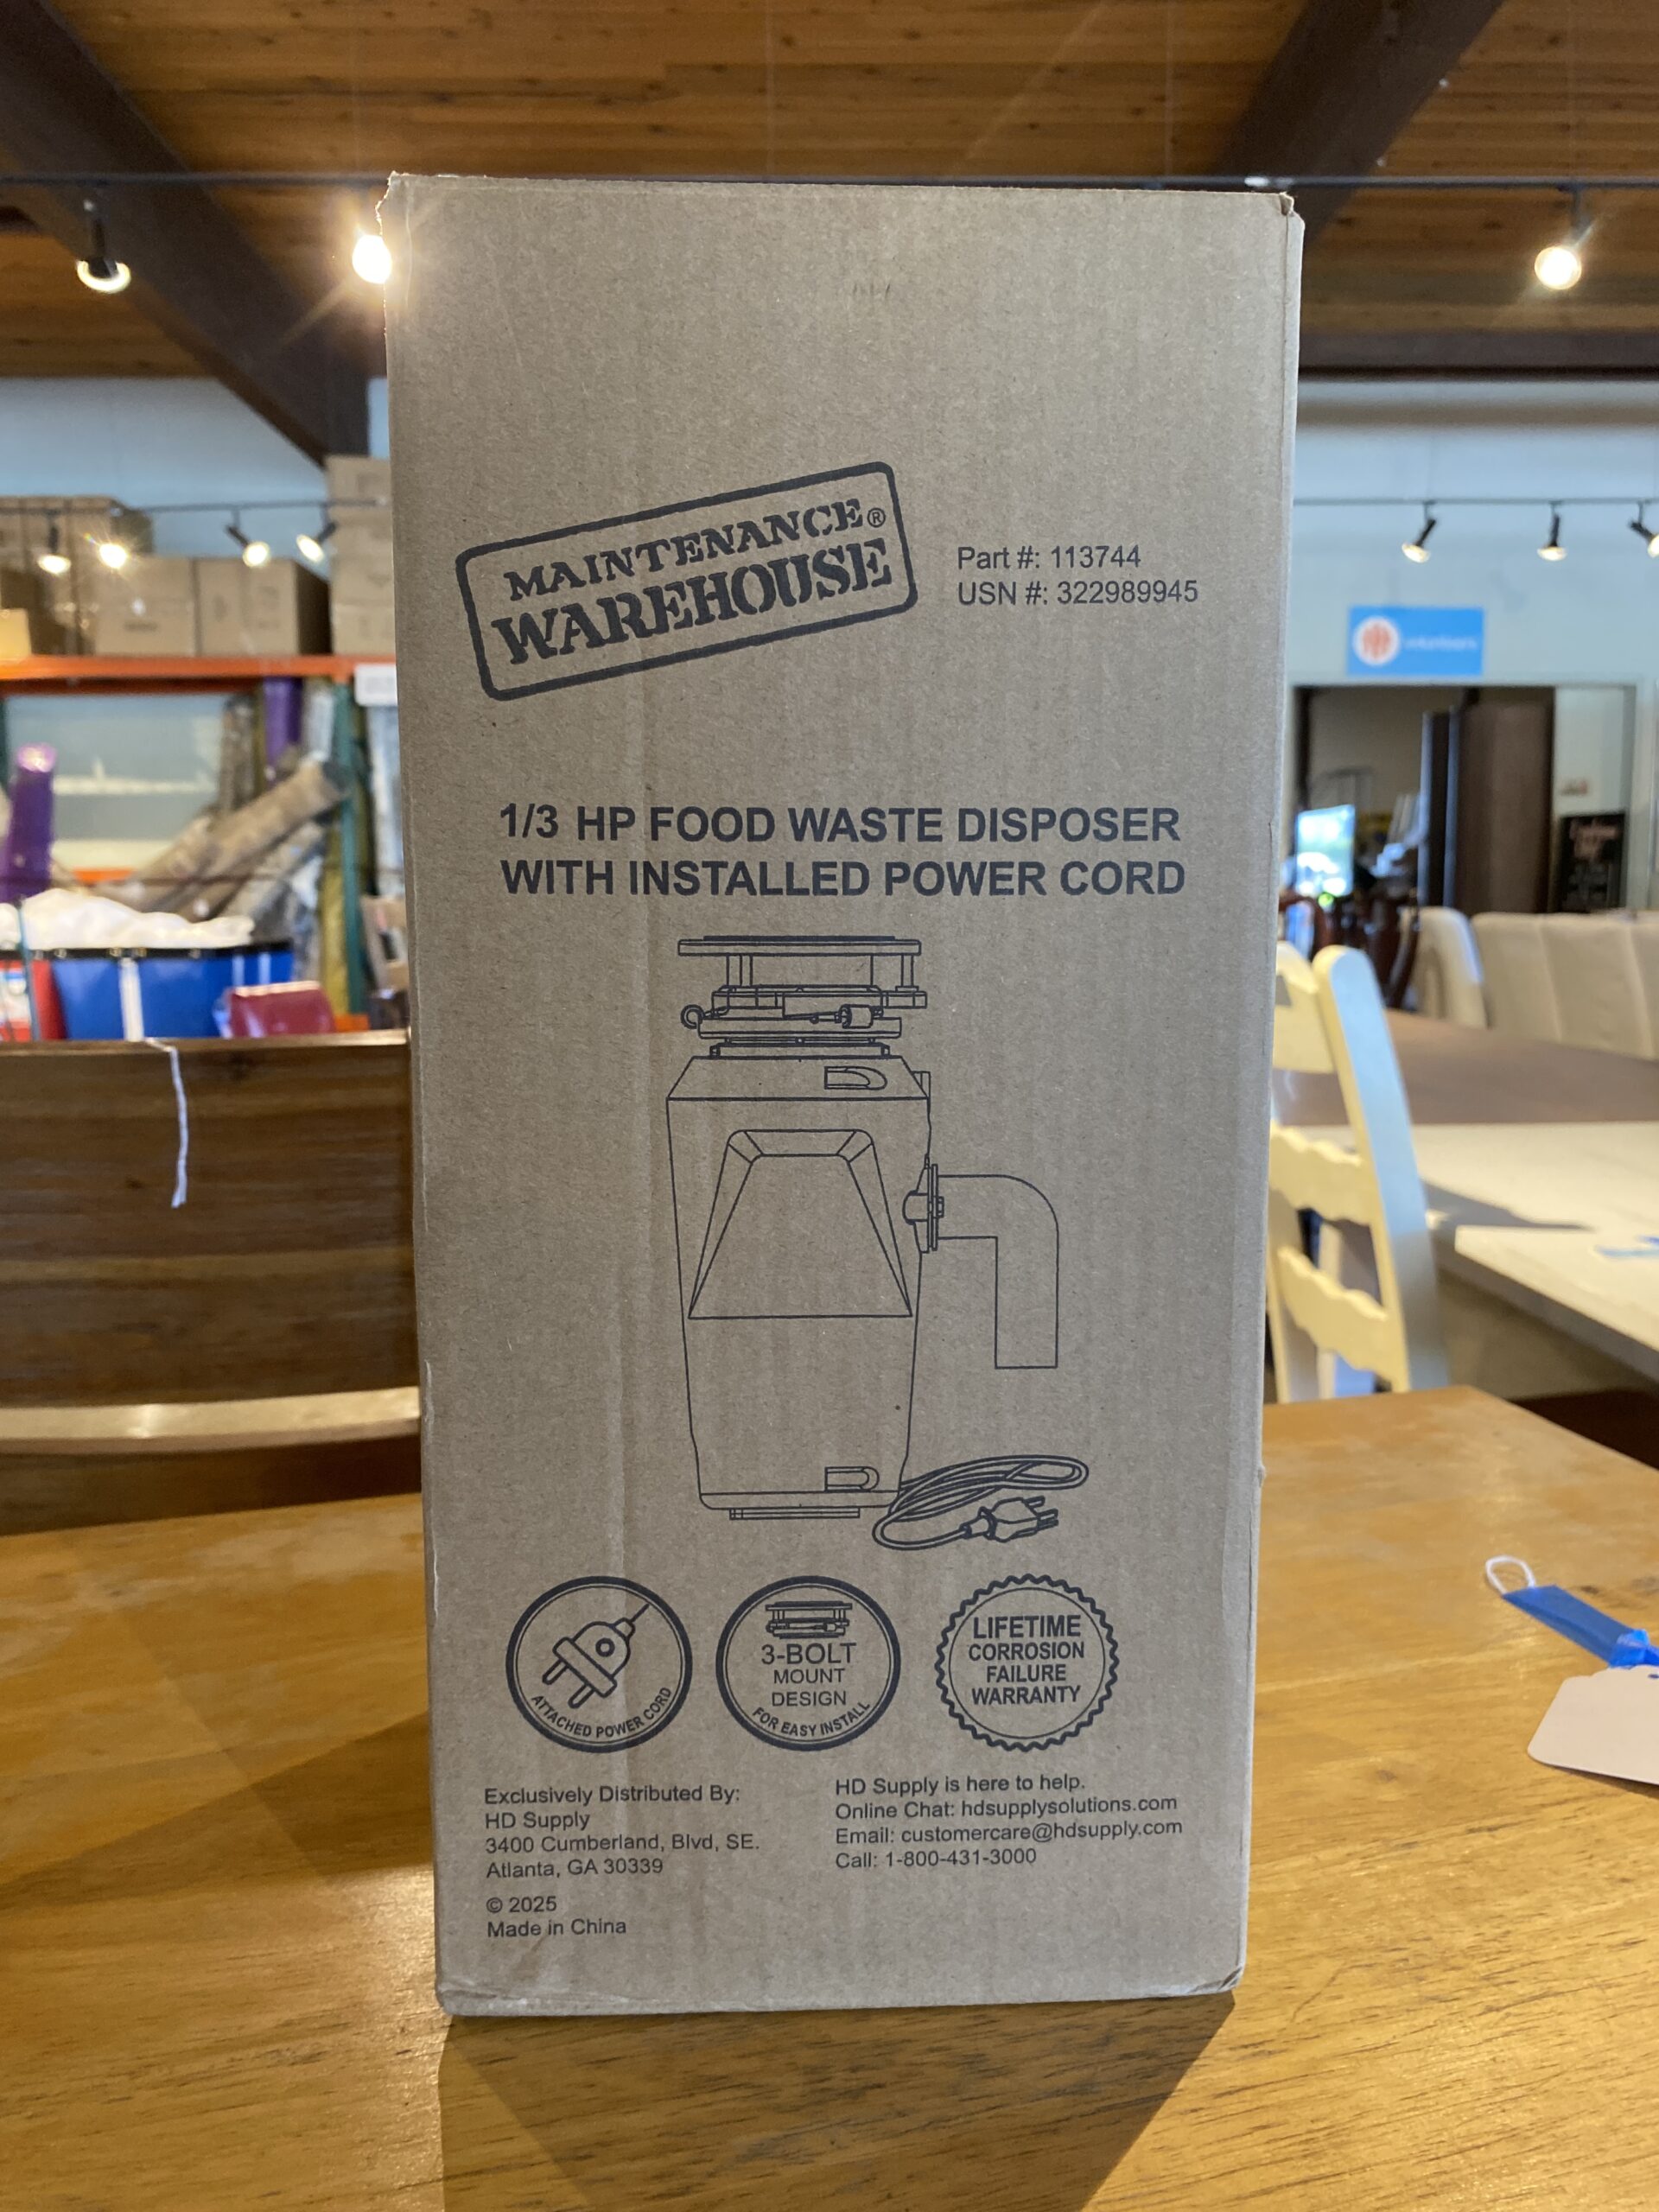 MAINTENANCE®
WAREHOUSE
Part #: 113744
USN #: 322989945
volunteers
1/3 HP FOOD WASTE DISPOSER
WITH INSTALLED POWER CORD
ATTACHED POWER CORD
3-BOLT
MOUNT
DESIGN
FOR EASY INSTALL
LIFETIME
CORROSION
FAILURE
WARRANTY
Exclusively Distributed By:
HD Supply
3400 Cumberland, Blvd, SE.
Atlanta, GA 30339
© 2025
Made in China
HD Supply is here to help.
Online Chat: hdsupplysolutions.com
Email: customercare@hdsupply.com
Call: 1-800-431-3000